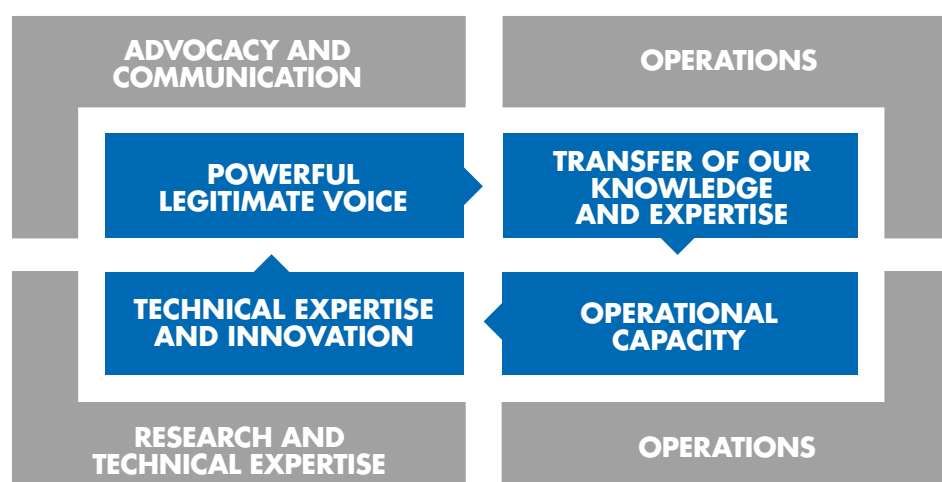 ADVOCACY AND
COMMUNICATION
OPERATIONS
POWERFUL
LEGITIMATE VOICE
TRANSFER OF OUR
KNOWLEDGE
AND EXPERTISE
TECHNICAL EXPERTISE
AND INNOVATION
OPERATIONAL
CAPACITY
RESEARCH AND
TECHNICAL EXPERTISE
OPERATIONS